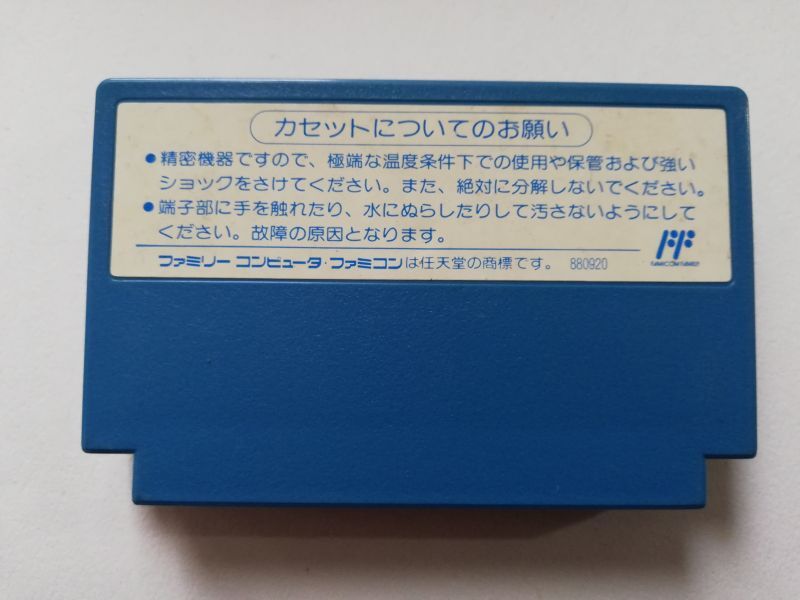 カセットについてのお願い
●精密機器ですので、極端な温度条件下での使用や保管および強い
ショックをさけてください。また、絶対に分解しないでください。
●端子部に手を触れたり、水にぬらしたりして汚さないようにして
ください。故障の原因となります。
ファミリー コンピュータ・ファミコンは任天堂の商標です。 880920
FF
FAMICOM FAMILY